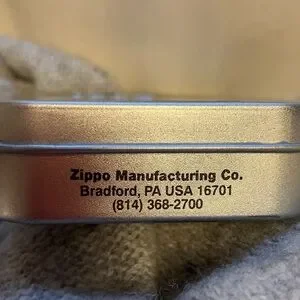 Zippo Manufacturing Co.
Bradford, PA USA 16701
(814) 368-2700